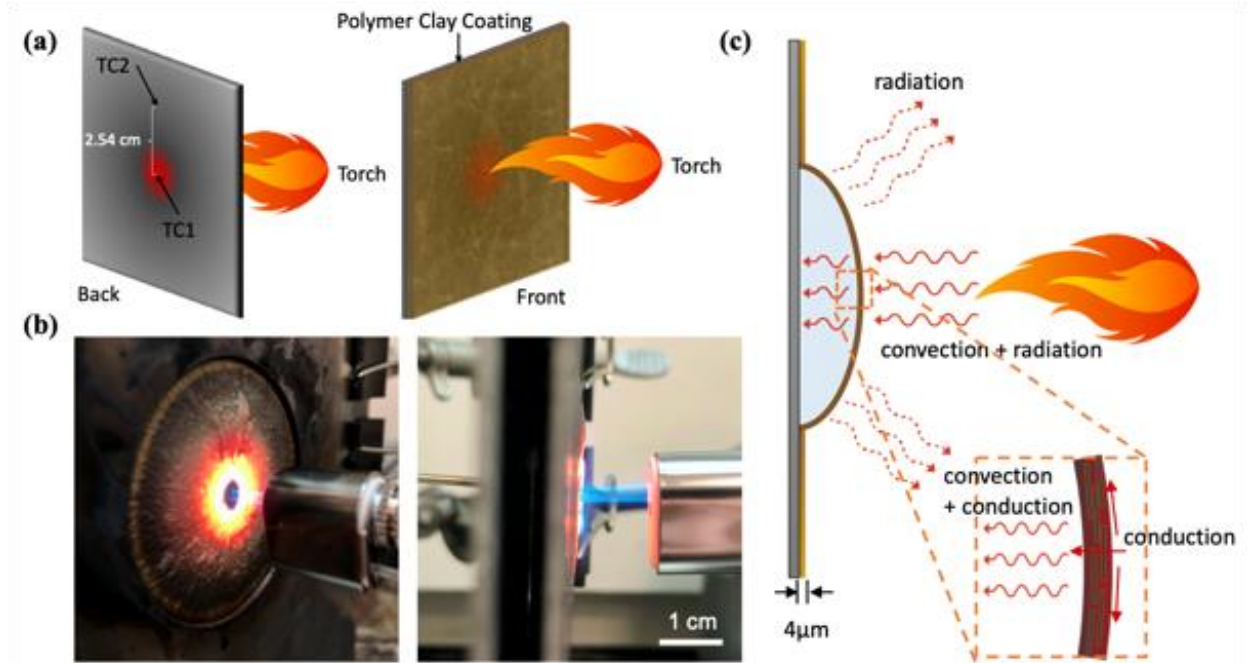 (a)
Polymer Clay Coating
TC2
2.54 cm
TC1
Torch
Back
Torch
Front
(b)
1 cm
(c)
radiation
convection + radiation
convection
+ conduction
conduction
4µm